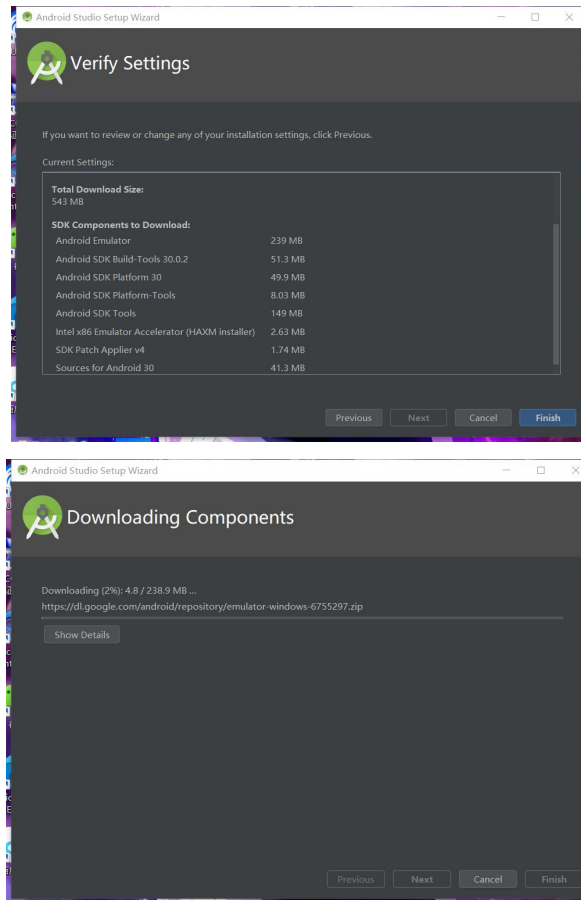 Android Studio Setup Wizard
Verify Settings
If you want to review or change any of your installation settings, click Previous.
Current Settings:
Total Download Size:
543 MB
SDK Components to Download:
Android Emulator 239 MB
Android SDK Build-Tools 30.0.2 51.3 MB
Android SDK Platform 30 49.9 MB
Android SDK Platform-Tools 8.03 MB
Android SDK Tools 149 MB
Intel x86 Emulator Accelerator (HAXM installer) 2.63 MB
SDK Patch Applier v4 1.74 MB
Sources for Android 30 41.3 MB
Previous Next Cancel Finish
Android Studio Setup Wizard
Downloading Components
Downloading (2%): 4.8 / 238.9 MB ...
https://dl.google.com/android/repository/emulator-windows-6755297.zip
Show Details
Previous Next Cancel Finish